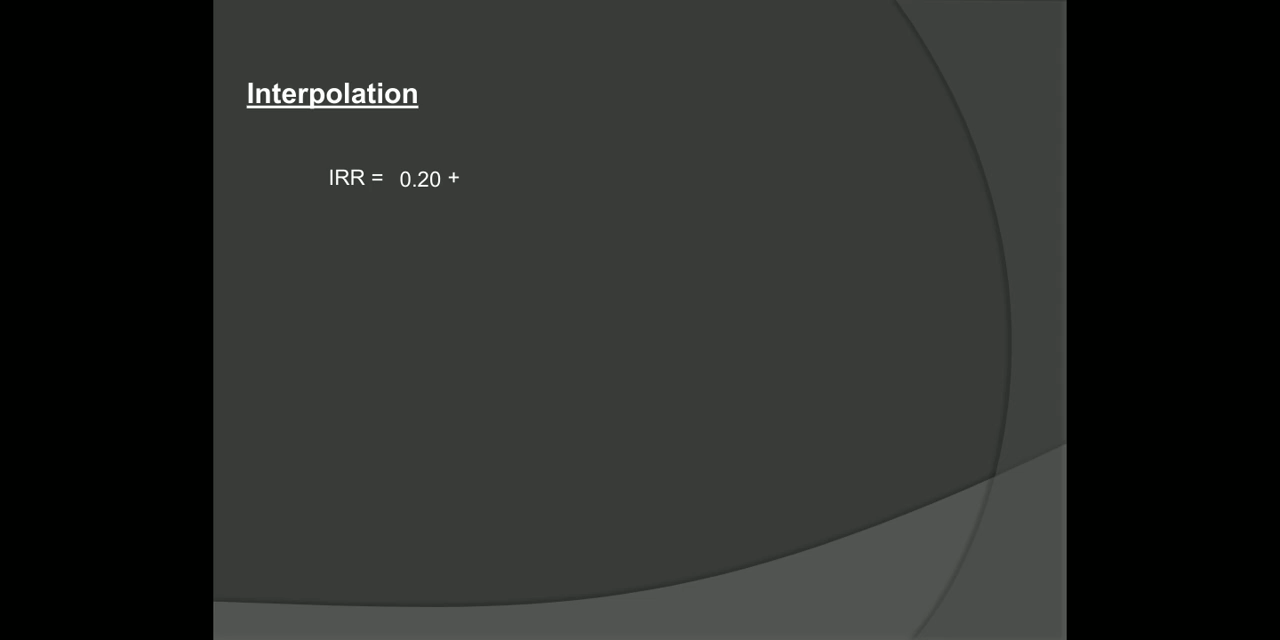 Interpolation
IRR = 0.20 +